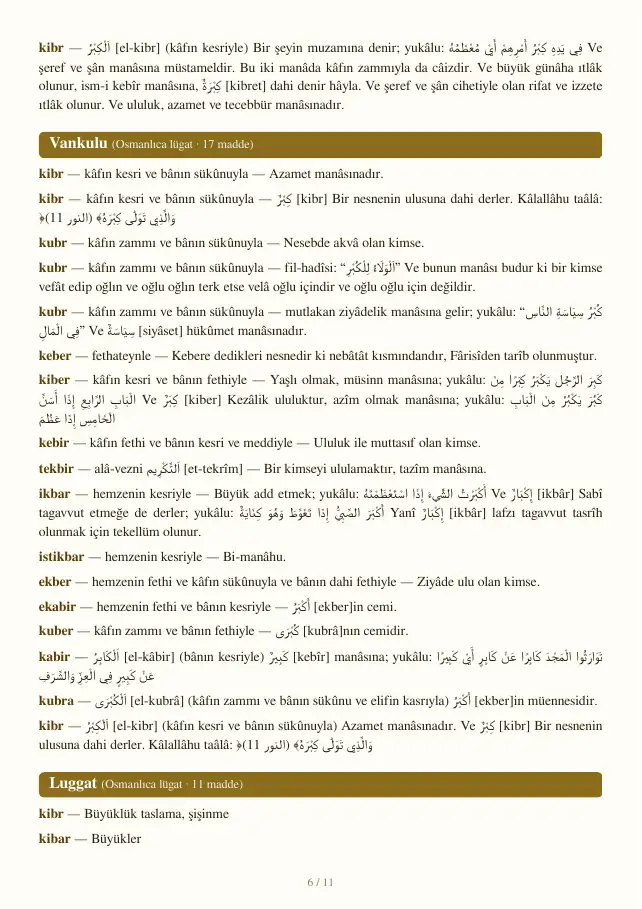 kibr — اَلْكِبْرُ [el-kibr] (kâfın kesriyle) Bir şeyin muzamına denir; yukâlu: فِي يَدِهِ كِبْرُ أَمْرِهِمْ أَيْ مُعْظَمُهُ Ve
şeref ve şân manâsına müstameldir. Bu iki manâda kâfın zammıyla da câizdir. Ve büyük günâha ıtlâk
olunur, ism-i kebîr manâsına, كِبْرَةٌ [kibret] dahi denir hâyla. Ve şeref ve şân cihetiyle olan rifat ve izzete
ıtlâk olunur. Ve ululuk, azamet ve tecebbür manâsınadır.
Vankulu (Osmanlıca lügat · 17 madde)
kibr — kâfın kesri ve bânın sükûnuyla — Azamet manâsınadır.
kibr — kâfın kesri ve bânın sükûnuyla — كِبْرٌ [kibr] Bir nesnenin ulusuna dahi derler. Kâlallâhu taâlâ:
﴿وَالَّذِي تَوَلَّى كِبْرَهُ﴾ (النور 11)
kubr — kâfın zammı ve bânın sükûnuyla — Nesebde akvâ olan kimse.
kubr — kâfın zammı ve bânın sükûnuyla — fil-hadîsi: “اَلْوَلَاءُ لِلْكُبْرِ” Ve bunun manâsı budur ki bir kimse
vefât edip oğlın ve oğlu oğlın terk etse velâ oğlu içindir ve oğlu oğlu için değildir.
kubr — kâfın zammı ve bânın sükûnuyla — mutlakan ziyâdelik manâsına gelir; yukâlu: “كُبْرُ سِيَاسَةِ النَّاسِ
فِي الْمَالِ” Ve سِيَاسَةٌ [siyâset] hükûmet manâsınadır.
keber — fethateynle — Kebere dedikleri nesnedir ki nebâtât kısmındandır, Fârisîden tarîb olunmuştur.
kiber — kâfın kesri ve bânın fethiyle — Yaşlı olmak, müsinn manâsına; yukâlu: كَبِرَ الرَّجُلُ يَكْبَرُ كِبَرًا مِنَ
الْبَابِ الرَّابِعِ إِذَا أَسَنَّ Ve كِبَرٌ [kiber] Kezâlik ululuktur, azîm olmak manâsına; yukâlu: كَبُرَ يَكْبُرُ مِنَ الْبَابِ
الْخَامِسِ إِذَا عَظُمَ
kebir — kâfın fethi ve bânın kesri ve meddiyle — Ululuk ile muttasıf olan kimse.
tekbir — alâ-vezni اَلتَّكْرِيم [et-tekrîm] — Bir kimseyi ululamaktır, tazîm manâsına.
ikbar — hemzenin kesriyle — Büyük add etmek; yukâlu: أَكْبَرْتُ الشَّيْءَ إِذَا اسْتَعْظَمْتَهُ Ve إِكْبَارٌ [ikbâr] Sabî
tagavvut etmeğe de derler; yukâlu: أَكْبَرَ الصَّبِيُّ إِذَا تَغَوَّطَ وَهُوَ كِنَايَةٌ Yanî إِكْبَارٌ [ikbâr] lafzı tagavvut tasrîh
olunmak için tekellüm olunur.
istikbar — hemzenin kesriyle — Bi-manâhu.
ekber — hemzenin fethi ve kâfın sükûnuyla ve bânın dahi fethiyle — Ziyâde ulu olan kimse.
ekabir — hemzenin fethi ve bânın kesriyle — أَكْبَرُ [ekber]in cemi.
kuber — kâfın zammı ve bânın fethiyle — كُبْرَى [kubrâ]nın cemidir.
kabir — اَلْكَابِرُ [el-kâbir] (bânın kesriyle) كَبِيرٌ [kebîr] manâsına; yukâlu: تَوَارَثُوا الْمَجْدَ كَابِرًا عَنْ كَابِرٍ أَيْ كَبِيرًا
عَنْ كَبِيرٍ فِي الْعِزِّ وَالشَّرَفِ
kubra — اَلْكُبْرَى [el-kubrâ] (kâfın zammı ve bânın sükûnu ve elifin kasrıyla) أَكْبَرُ [ekber]in müennesidir.
kibr — اَلْكِبْرُ [el-kibr] (kâfın kesri ve bânın sükûnuyla) Azamet manâsınadır. Ve كِبْرٌ [kibr] Bir nesnenin
ulusuna dahi derler. Kâlallâhu taâlâ: ﴿وَالَّذِي تَوَلَّى كِبْرَهُ﴾ (النور 11)
Luggat (Osmanlıca lügat · 11 madde)
kibr — Büyüklük taslama, şişinme
kibar — Büyükler
6 / 11